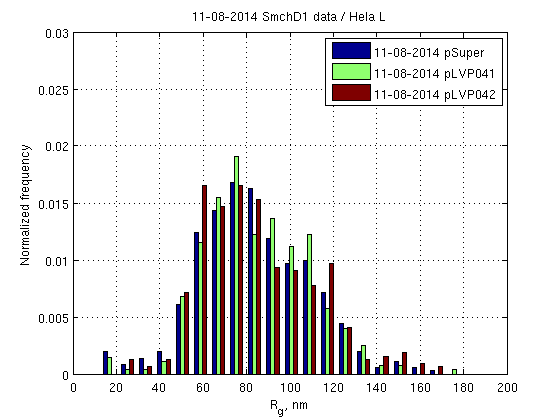 11-08-2014 SmchD1 data / Hela L
0.03
0.025
0.02
0.015
0.01
0.005
0
Normalized frequency
11-08-2014 pSuper
11-08-2014 pLVP041
11-08-2014 pLVP042
0 20 40 60 80 100 120 140 160 180 200
Rg, nm